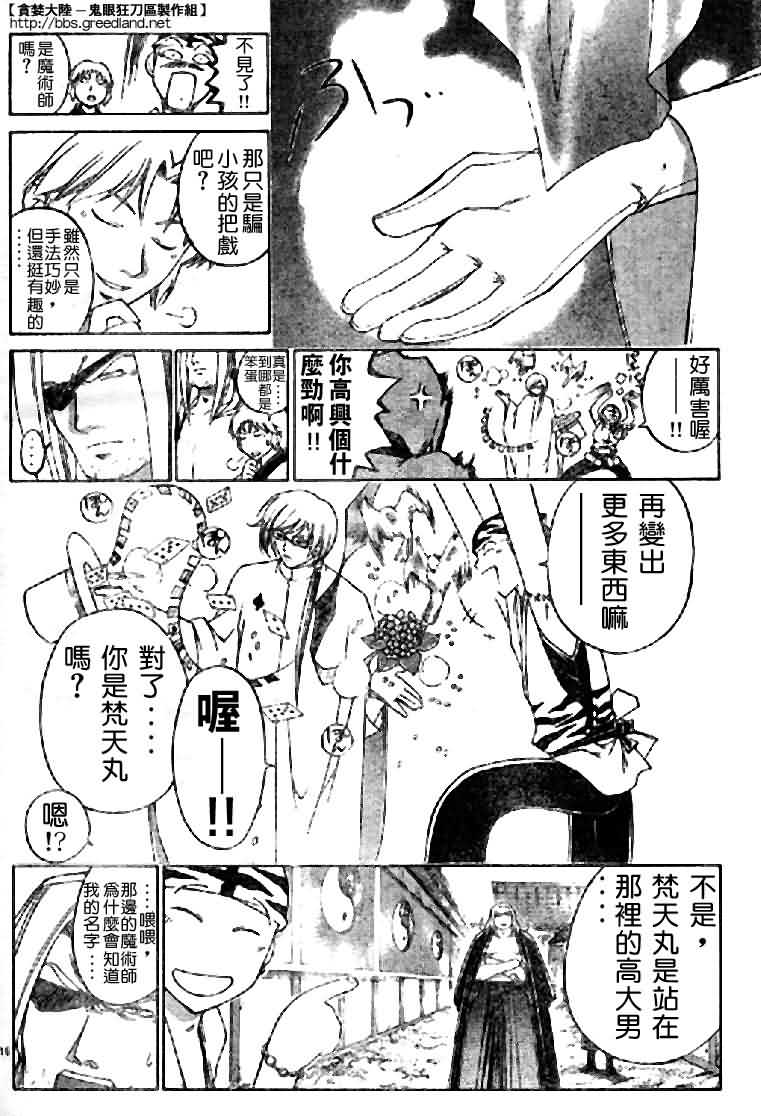 【貪婪大陸－鬼眼狂刀區製作組】
http://bbs.greedland.net
不見了!!
是魔術師
嗎？
那只是騙
小孩的把戲
吧？
雖然只是
手法巧妙，
但還挺有趣的
……
好厲害喔
——!!
你高興個什
麼勁啊!!
真是…
到哪都是
笨蛋
…
再變出
更多東西嘛
——
喔
——!!
對了…‥
你是梵天丸
嗎？
嗯!?
不是，
梵天丸是站在
那裡的高大男
…‥
…喂喂，
那邊的魔術師
為什麼會知道
我的名字…
16